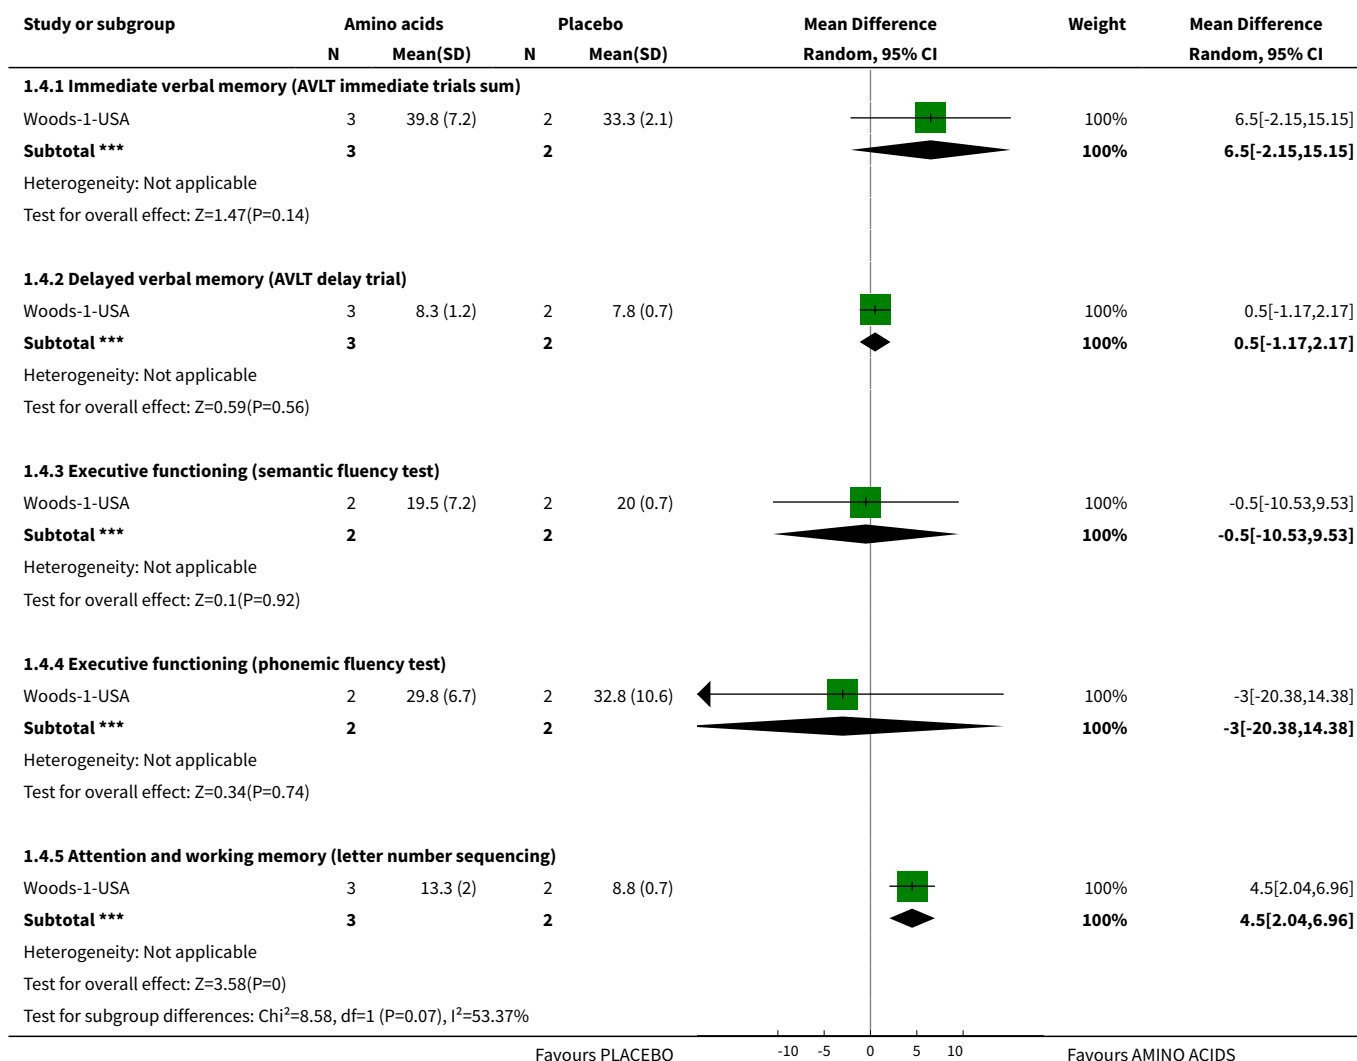 Study or subgroup Amino acids Placebo Mean Difference Weight Mean Difference
N Mean(SD) N Mean(SD) Random, 95% CI Random, 95% CI
1.4.1 Immediate verbal memory (AVLT immediate trials sum)
Woods-1-USA 3 39.8 (7.2) 2 33.3 (2.1) 100% 6.5[-2.15,15.15]
Subtotal *** 3 2 100% 6.5[-2.15,15.15]
Heterogeneity: Not applicable
Test for overall effect: Z=1.47(P=0.14)
1.4.2 Delayed verbal memory (AVLT delay trial)
Woods-1-USA 3 8.3 (1.2) 2 7.8 (0.7) 100% 0.5[-1.17,2.17]
Subtotal *** 3 2 100% 0.5[-1.17,2.17]
Heterogeneity: Not applicable
Test for overall effect: Z=0.59(P=0.56)
1.4.3 Executive functioning (semantic fluency test)
Woods-1-USA 2 19.5 (7.2) 2 20 (0.7) 100% -0.5[-10.53,9.53]
Subtotal *** 2 2 100% -0.5[-10.53,9.53]
Heterogeneity: Not applicable
Test for overall effect: Z=0.1(P=0.92)
1.4.4 Executive functioning (phonemic fluency test)
Woods-1-USA 2 29.8 (6.7) 2 32.8 (10.6) 100% -3[-20.38,14.38]
Subtotal *** 2 2 100% -3[-20.38,14.38]
Heterogeneity: Not applicable
Test for overall effect: Z=0.34(P=0.74)
1.4.5 Attention and working memory (letter number sequencing)
Woods-1-USA 3 13.3 (2) 2 8.8 (0.7) 100% 4.5[2.04,6.96]
Subtotal *** 3 2 100% 4.5[2.04,6.96]
Heterogeneity: Not applicable
Test for overall effect: Z=3.58(P=0)
Test for subgroup differences: Chi²=8.58, df=1 (P=0.07), I²=53.37%
Favours PLACEBO -10 -5 0 5 10 Favours AMINO ACIDS